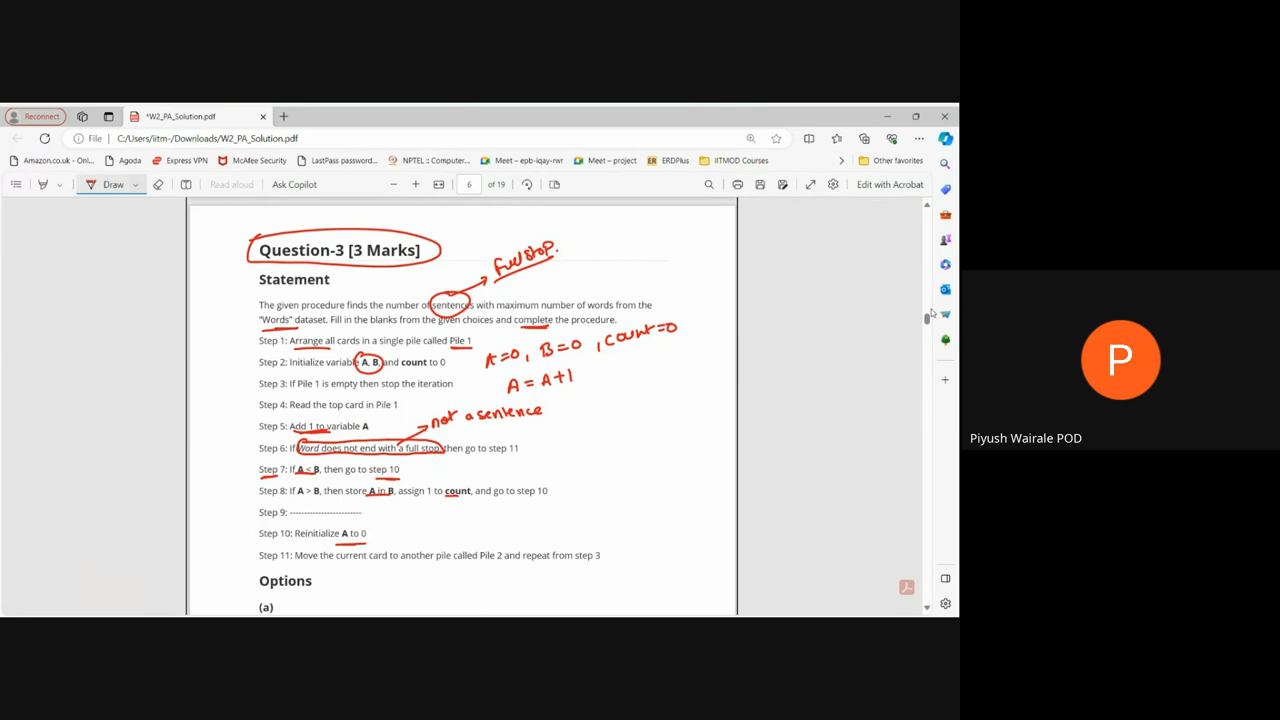 Reconnect
*W2_PA_Solution.pdf
File
C:/Users/iitm-/Downloads/W2_PA_Solution.pdf
Amazon.co.uk - Onl...
Agoda
Express VPN
McAfee Security
LastPass password...
NPTEL :: Computer...
Meet – epb-iqay-rwr
Meet – project
ERDPlus
IITMOD Courses
Other favorites
Draw
Read aloud
Ask Copilot
6 of 19
Edit with Acrobat
Question-3 [3 Marks]
Fullstop.
Statement
The given procedure finds the number of sentences with maximum number of words from the
"Words" dataset. Fill in the blanks from the given choices and complete the procedure.
Step 1: Arrange all cards in a single pile called Pile 1
Step 2: Initialize variable A, B, and count to 0
A=0, B=0, count=0
Step 3: If Pile 1 is empty then stop the iteration
A = A+1
Step 4: Read the top card in Pile 1
Step 5: Add 1 to variable A
not a sentence
Step 6: If Word does not end with a full stop, then go to step 11
Step 7: If A < B, then go to step 10
Step 8: If A > B, then store A in B, assign 1 to count, and go to step 10
Step 9: -------------------------
Step 10: Reinitialize A to 0
Step 11: Move the current card to another pile called Pile 2 and repeat from step 3
Options
(a)
P
Piyush Wairale POD